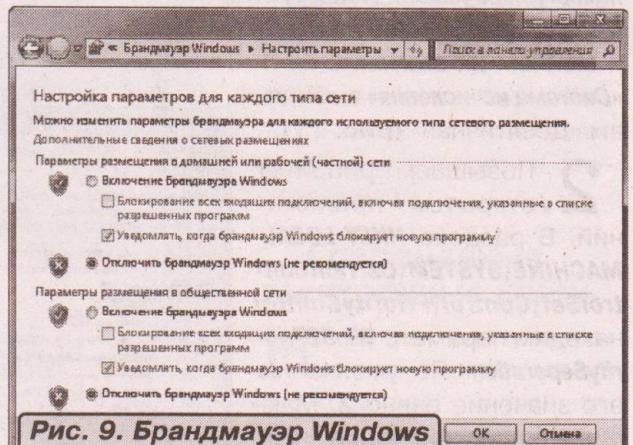 Брандмауэр Windows ▸ Настроить параметры
Поиск в панели управления
Настройка параметров для каждого типа сети
Можно изменить параметры брандмауэра для каждого используемого типа сетевого размещения.
Дополнительные сведения о сетевых размещениях
Параметры размещения в домашней или рабочей (частной) сети
Включение брандмауэра Windows
Блокирование всех входящих подключений, включая подключения, указанные в списке
разрешенных программ
Уведомлять, когда брандмауэр Windows блокирует новую программу
Отключить брандмауэр Windows (не рекомендуется)
Параметры размещения в общественной сети
Включение брандмауэра Windows
Блокирование всех входящих подключений, включая подключения, указанные в списке
разрешенных программ
Уведомлять, когда брандмауэр Windows блокирует новую программу
Отключить брандмауэр Windows (не рекомендуется)
Рис. 9. Брандмауэр Windows
OK Отмена